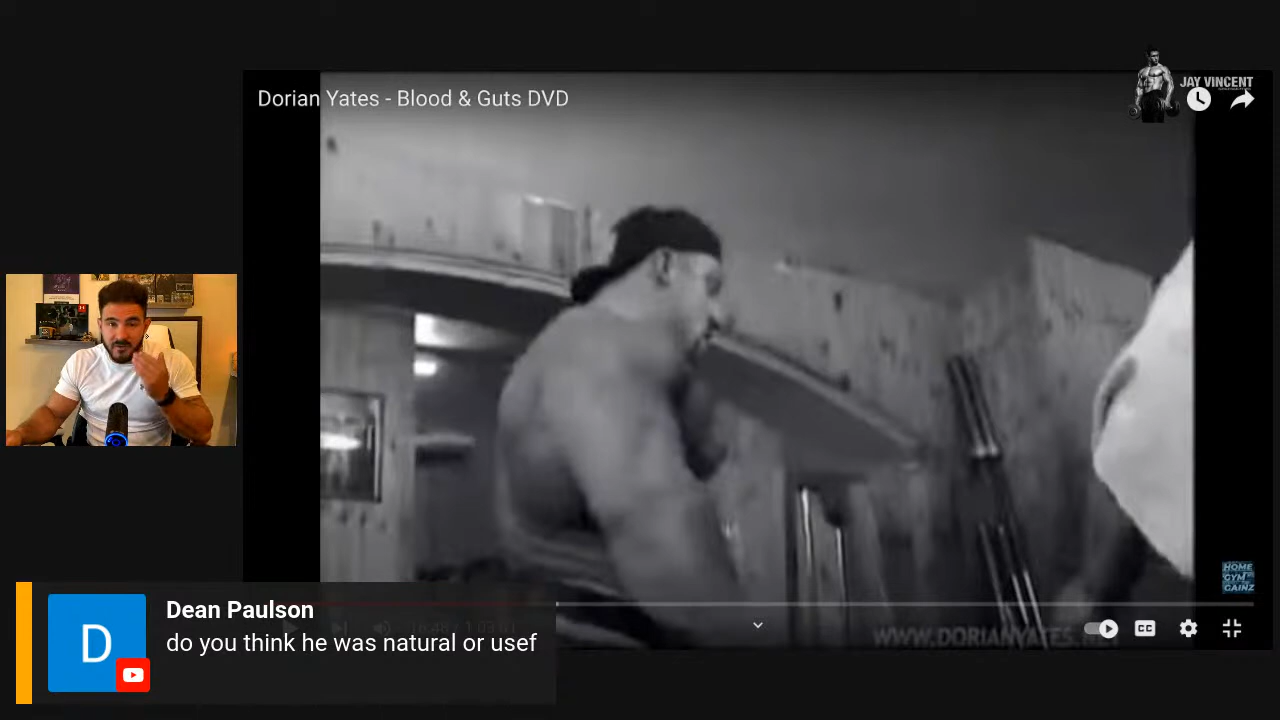 Dorian Yates - Blood & Guts DVD
JAY VINCENT
HOME
GYM
GAINZ
Dean Paulson
D
do you think he was natural or usef
CC
WWW.DORIANYATES.